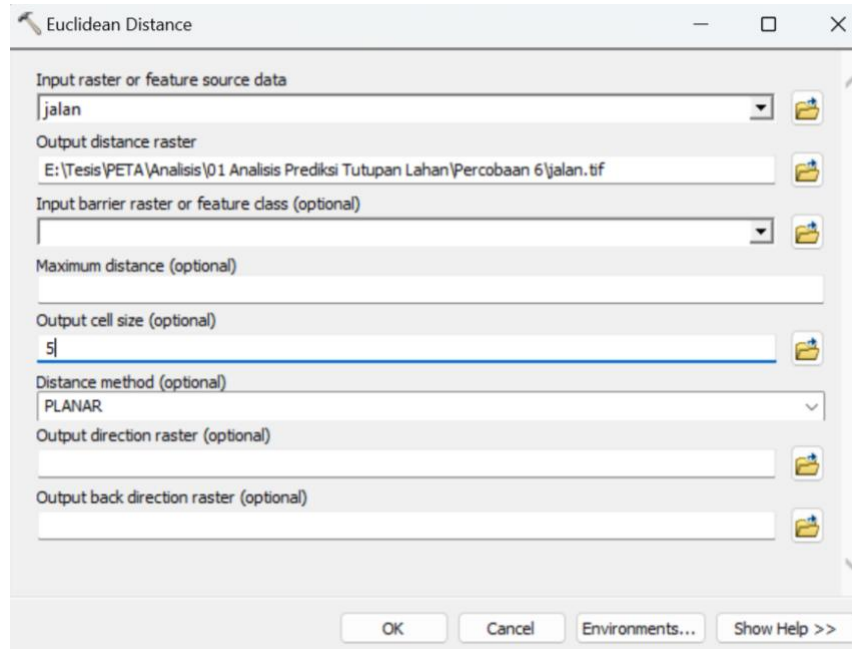 Euclidean Distance
Input raster or feature source data
jalan
Output distance raster
E:\Tesis\PETA\Analisis\01 Analisis Prediksi Tutupan Lahan\Percobaan 6\jalan.tif
Input barrier raster or feature class (optional)
Maximum distance (optional)
Output cell size (optional)
5
Distance method (optional)
PLANAR
Output direction raster (optional)
Output back direction raster (optional)
OK Cancel Environments... Show Help >>